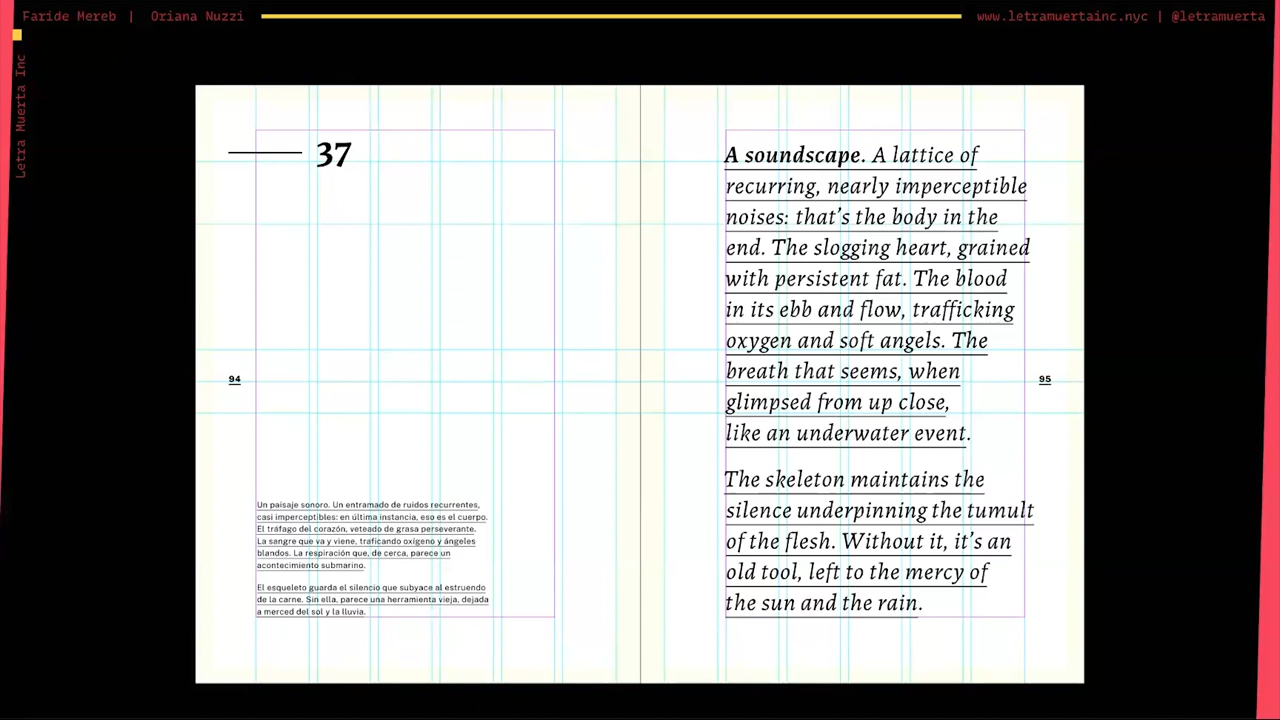 Faride Mereb | Oriana Nuzzi
www.letramuertainc.nyc | @letramuerta
Letra Muerta Inc
37
94
Un paisaje sonoro. Un entramado de ruidos recurrentes,
casi imperceptibles: en última instancia, eso es el cuerpo.
El tráfago del corazón, veteado de grasa perseverante.
La sangre que va y viene, traficando oxígeno y ángeles
blandos. La respiración que, de cerca, parece un
acontecimiento submarino.
El esqueleto guarda el silencio que subyace al estruendo
de la carne. Sin ella, parece una herramienta vieja, dejada
a merced del sol y la lluvia.
A soundscape. A lattice of
recurring, nearly imperceptible
noises: that’s the body in the
end. The slogging heart, grained
with persistent fat. The blood
in its ebb and flow, trafficking
oxygen and soft angels. The
breath that seems, when
glimpsed from up close,
like an underwater event.
The skeleton maintains the
silence underpinning the tumult
of the flesh. Without it, it’s an
old tool, left to the mercy of
the sun and the rain.
95